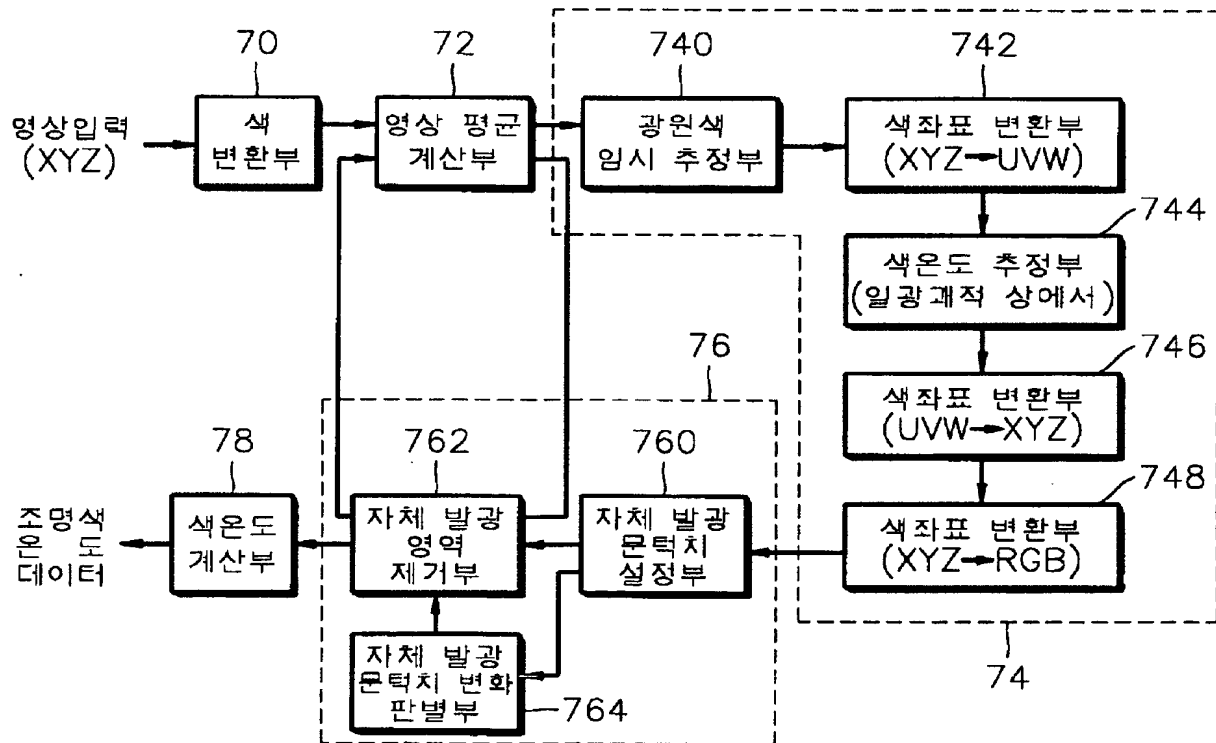 70
72
740
742
영상입력
(XYZ)
색
변환부
영상 평균
계산부
광원색
임시 추정부
색좌표 변환부
(XYZ→UVW)
744
색온도 추정부
(일광궤적 상에서)
76
746
색좌표 변환부
(UVW→XYZ)
78
762
760
748
조명색
온 도
데이터
색온도
계산부
자체 발광
영역
제거부
자체 발광
문턱치
설정부
색좌표 변환부
(XYZ→RGB)
자체 발광
문턱치 변화
판별부
764
74